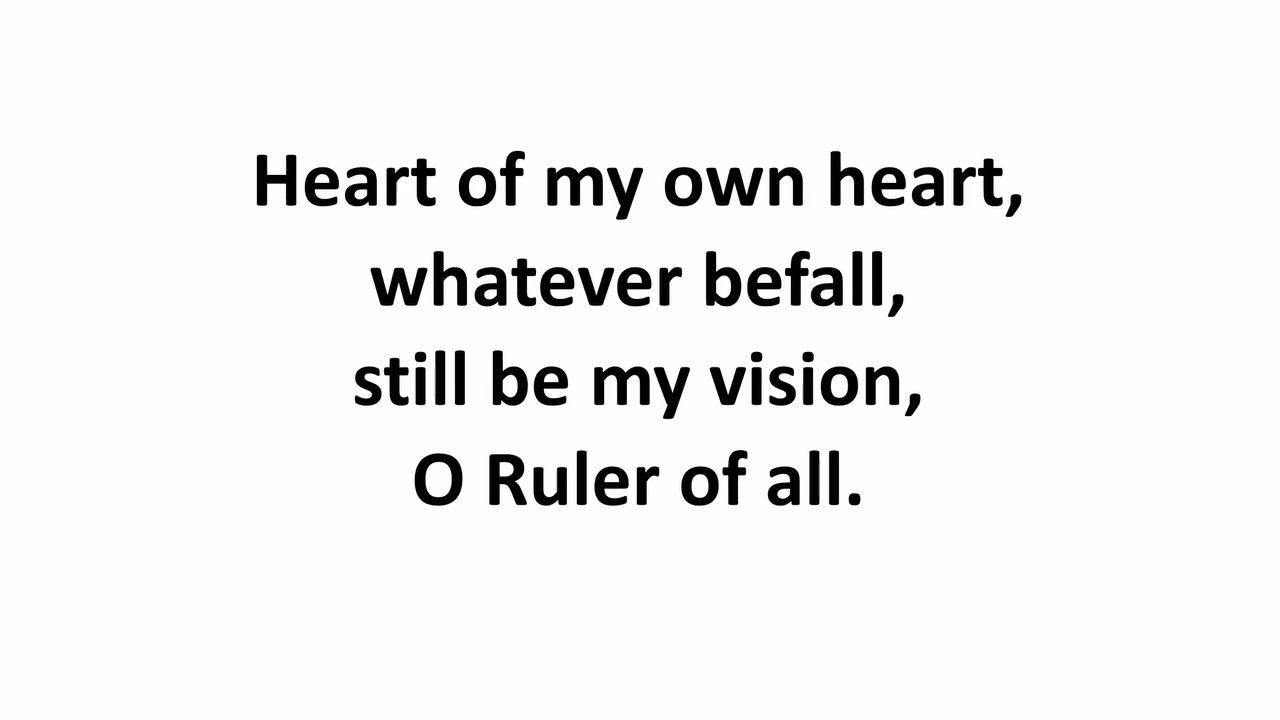 Heart of my own heart,
whatever befall,
still be my vision,
O Ruler of all.